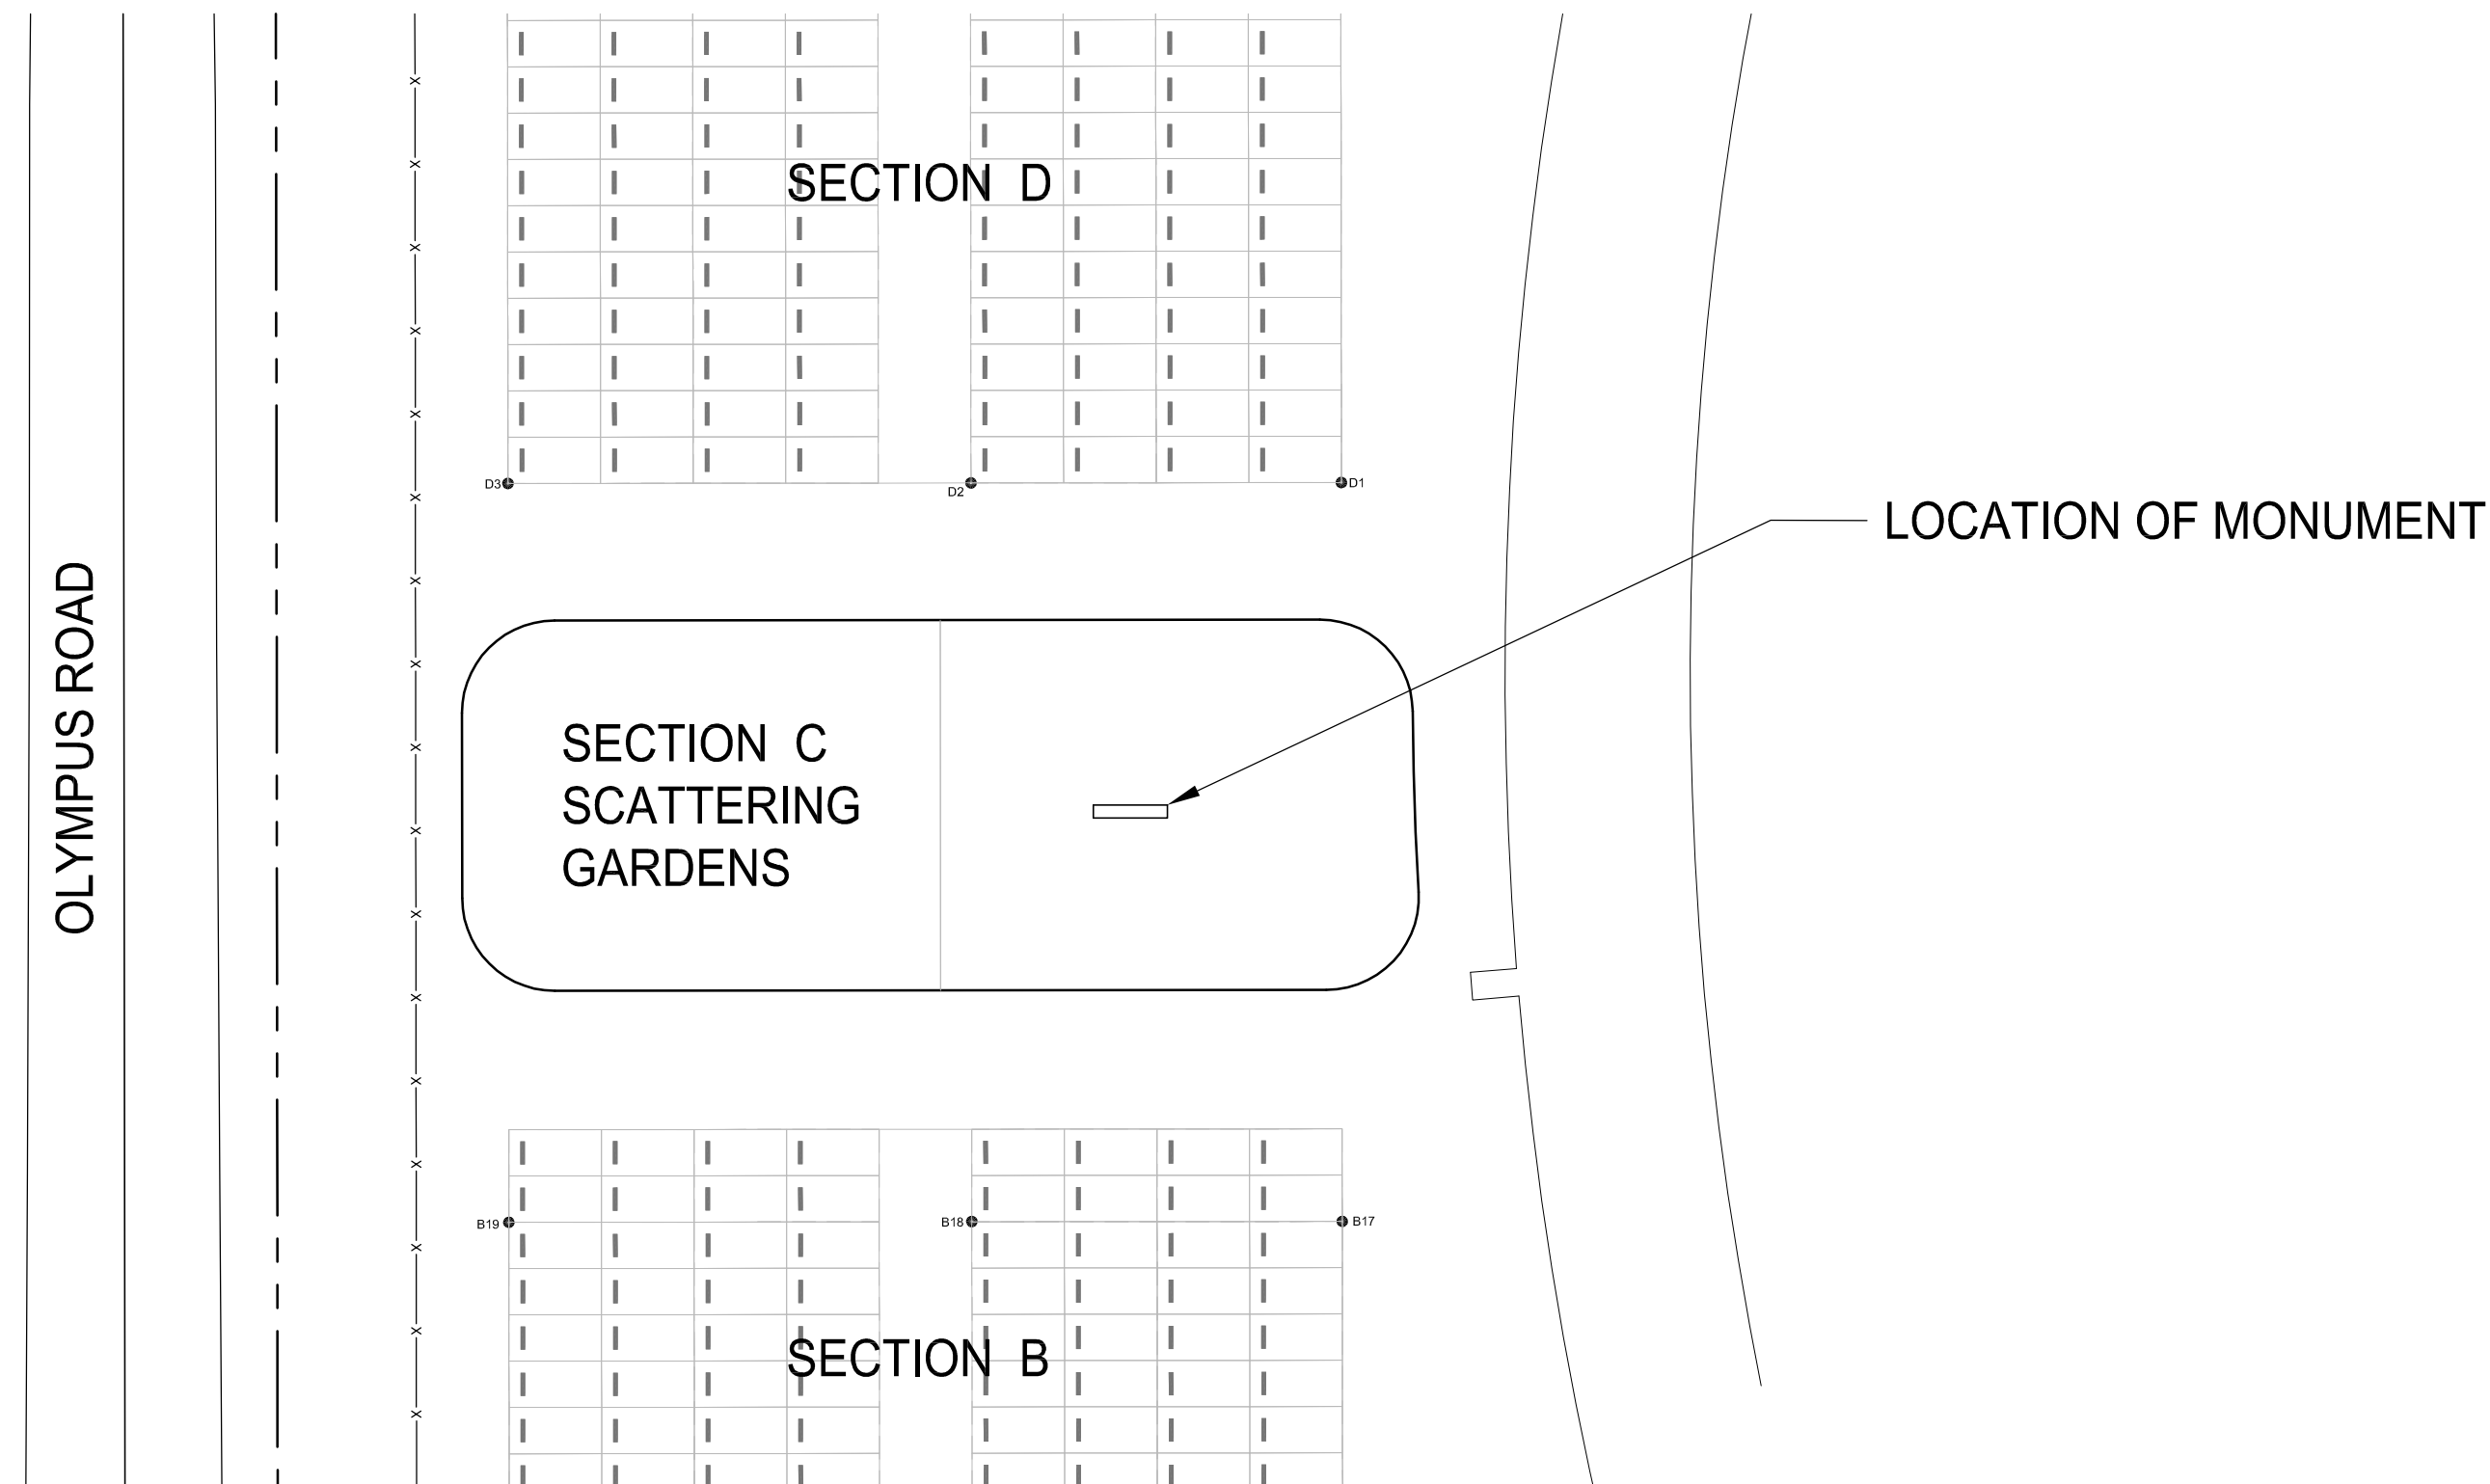 SECTION D
D3
D2
D1
LOCATION OF MONUMENT
OLYMPUS ROAD
SECTION C
SCATTERING
GARDENS
B19
B18
B17
SECTION B